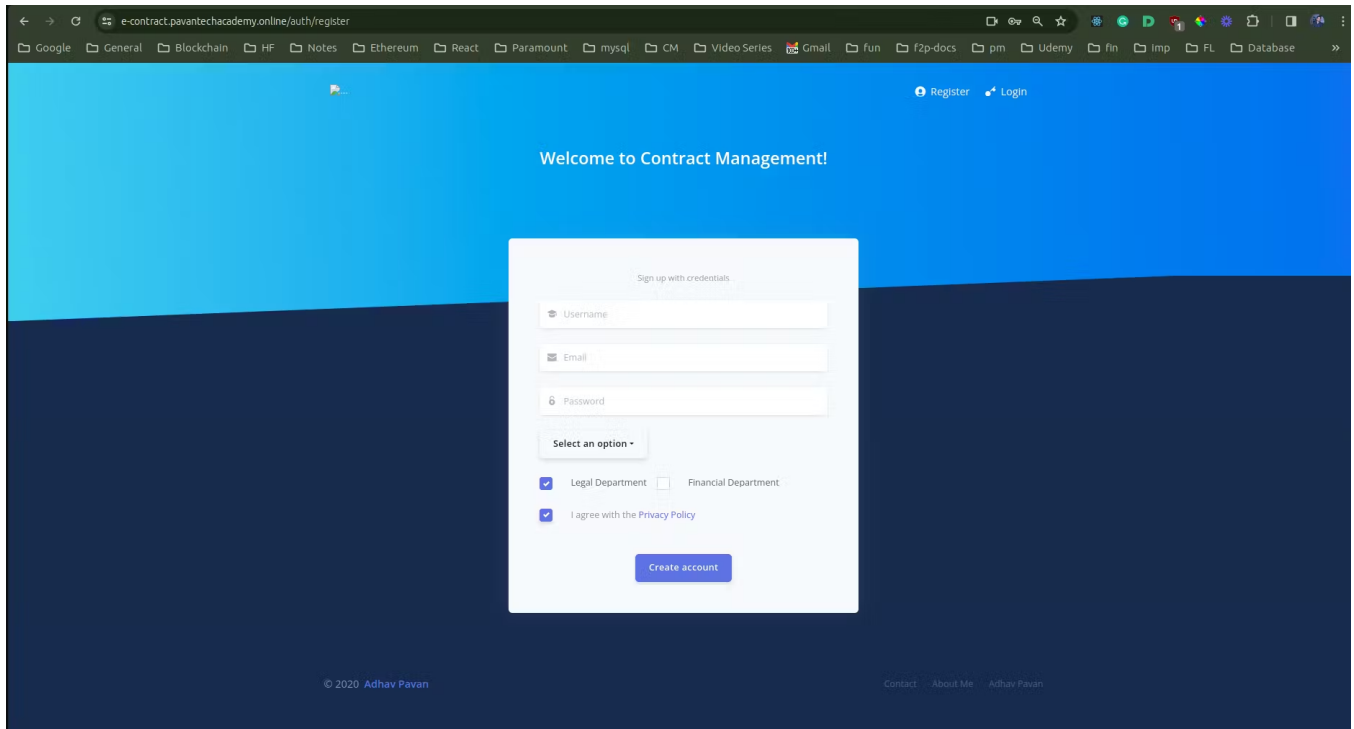 e-contract.pavantechacademy.online/auth/register
Google General Blockchain HF Notes Ethereum React Paramount mysql CM Video Series Gmail fun f2p-docs pm Udemy fin imp FL Database »
Register Login
Welcome to Contract Management!
Sign up with credentials
Username
Email
Password
Select an option
Legal Department Financial Department
I agree with the Privacy Policy
Create account
© 2020 Adhav Pavan
Contact About Me Adhav Pavan